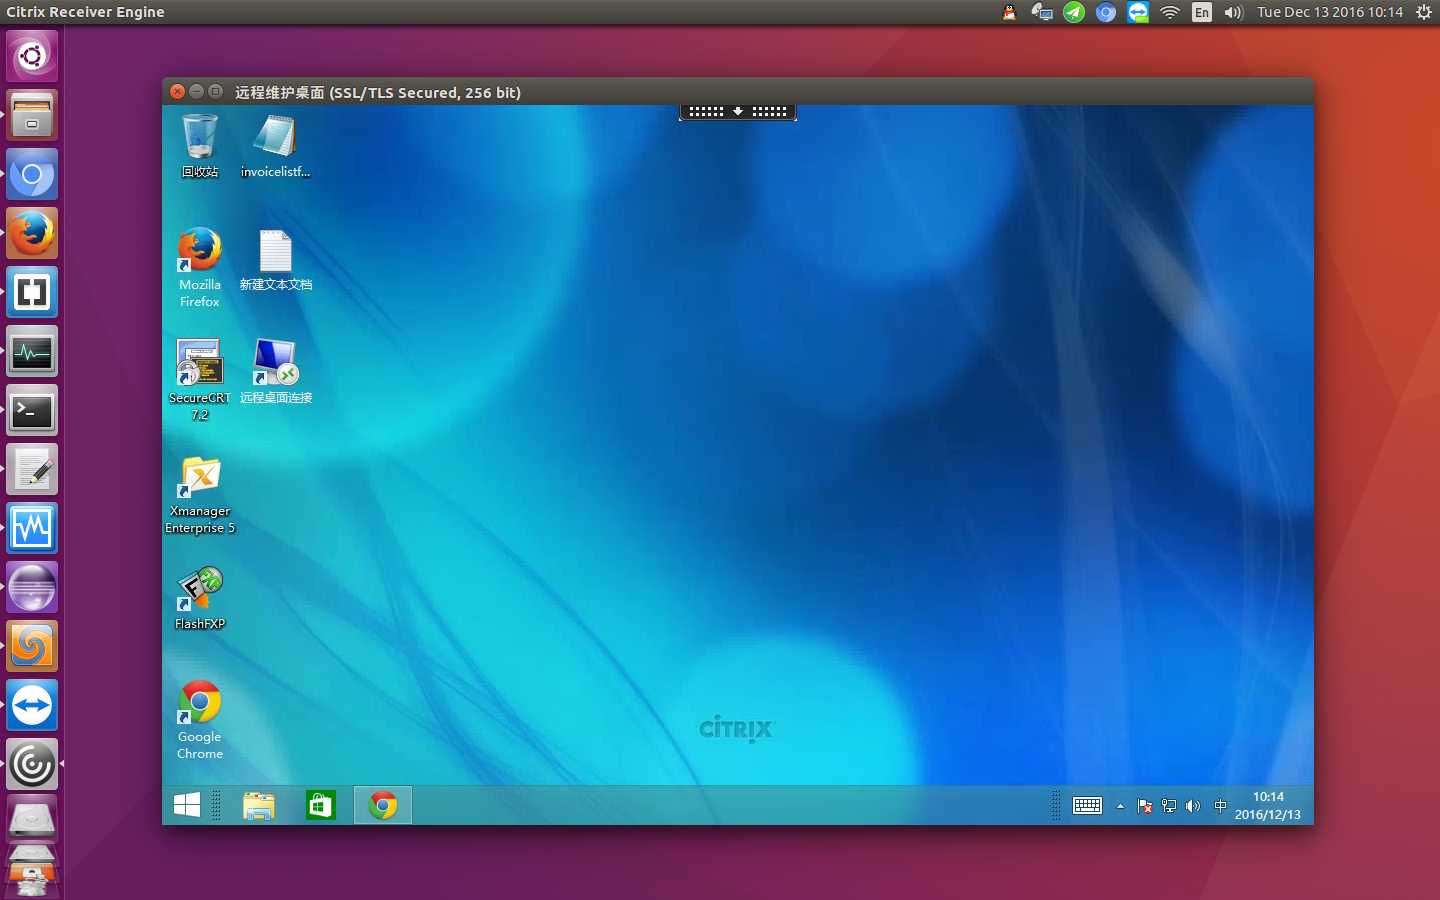 Citrix Receiver Engine
En
Tue Dec 13 2016 10:14
远程维护桌面 (SSL/TLS Secured, 256 bit)
回收站
invoicelistf...
Mozilla
Firefox
新建文本文档
SecureCRT
7.2
远程桌面连接
Xmanager
Enterprise 5
FlashFXP
Google
Chrome
CITRIX
中
10:14
2016/12/13